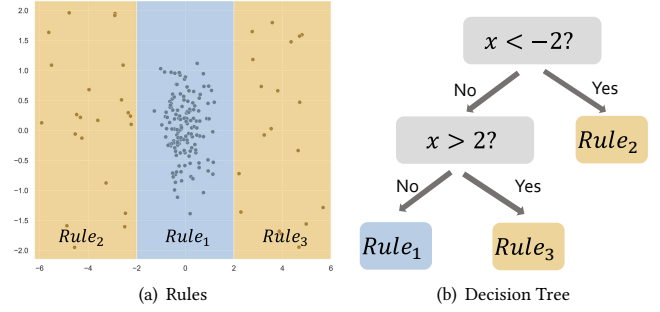 2.0
1.5
1.0
0.5
0.0
−0.5
−1.0
−1.5
−2.0
Rule₂
Rule₁
Rule₃
−6 −4 −2 0 2 4 6
(a) Rules
x < −2?
No
Yes
x > 2?
Rule₂
No
Yes
Rule₁
Rule₃
(b) Decision Tree